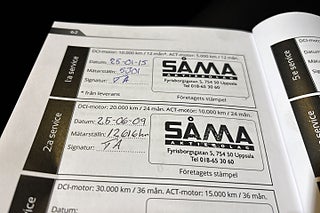 62
DCI-motor: 10.000 km / 12 mån*. ACT-motor: 5.000 km / 12 mån.
1:a service
Datum: 25-01-15
Mätarställn: 5301
Signatur: TA
* från leverans
SÅMA
AKTIEBOLAG
Fyrisborgsgatan 5, 754 50 Uppsala
Tel 018-65 30 60
Företagets stämpel
DCI-motor: 20.000 km / 24 mån. ACT-motor: 10.000 km / 24 mån.
2:a service
Datum: 25-06-09
Mätarställn: 12616km
Signatur: TA
SÅMA
AKTIEBOLAG
Fyrisborgsgatan 5, 754 50 Uppsala
Tel 018-65 30 60
Företagets stämpel
DCI-motor: 30.000 km / 36 mån. ACT-motor: 15.000 km / 36 mån.
service
Datum: